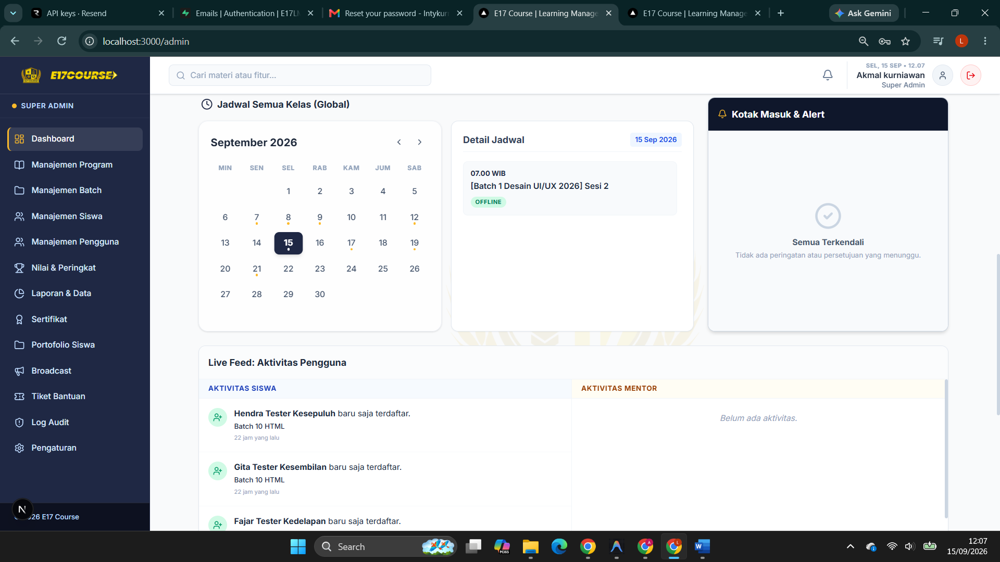 API keys · Resend
Emails | Authentication | E17LM
Reset your password - Intykurn
E17 Course | Learning Manage
E17 Course | Learning Manage
Ask Gemini
localhost:3000/admin
L
E17COURSE
SUPER ADMIN
Dashboard
Manajemen Program
Manajemen Batch
Manajemen Siswa
Manajemen Pengguna
Nilai & Peringkat
Laporan & Data
Sertifikat
Portofolio Siswa
Broadcast
Tiket Bantuan
Log Audit
Pengaturan
N
26 E17 Course
Cari materi atau fitur...
SEL, 15 SEP • 12.07
Akmal kurniawan
Super Admin
Jadwal Semua Kelas (Global)
September 2026
MIN SEN SEL RAB KAM JUM SAB
1 2 3 4 5
6 7 8 9 10 11 12
13 14 15 16 17 18 19
20 21 22 23 24 25 26
27 28 29 30
Detail Jadwal
15 Sep 2026
07.00 WIB
[Batch 1 Desain UI/UX 2026] Sesi 2
OFFLINE
Kotak Masuk & Alert
Semua Terkendali
Tidak ada peringatan atau persetujuan yang menunggu.
Live Feed: Aktivitas Pengguna
AKTIVITAS SISWA
Hendra Tester Kesepuluh baru saja terdaftar.
Batch 10 HTML
22 jam yang lalu
Gita Tester Kesembilan baru saja terdaftar.
Batch 10 HTML
22 jam yang lalu
Fajar Tester Kedelapan baru saja terdaftar.
AKTIVITAS MENTOR
Belum ada aktivitas.
Search
M365
A
L
W
12:07
15/09/2026